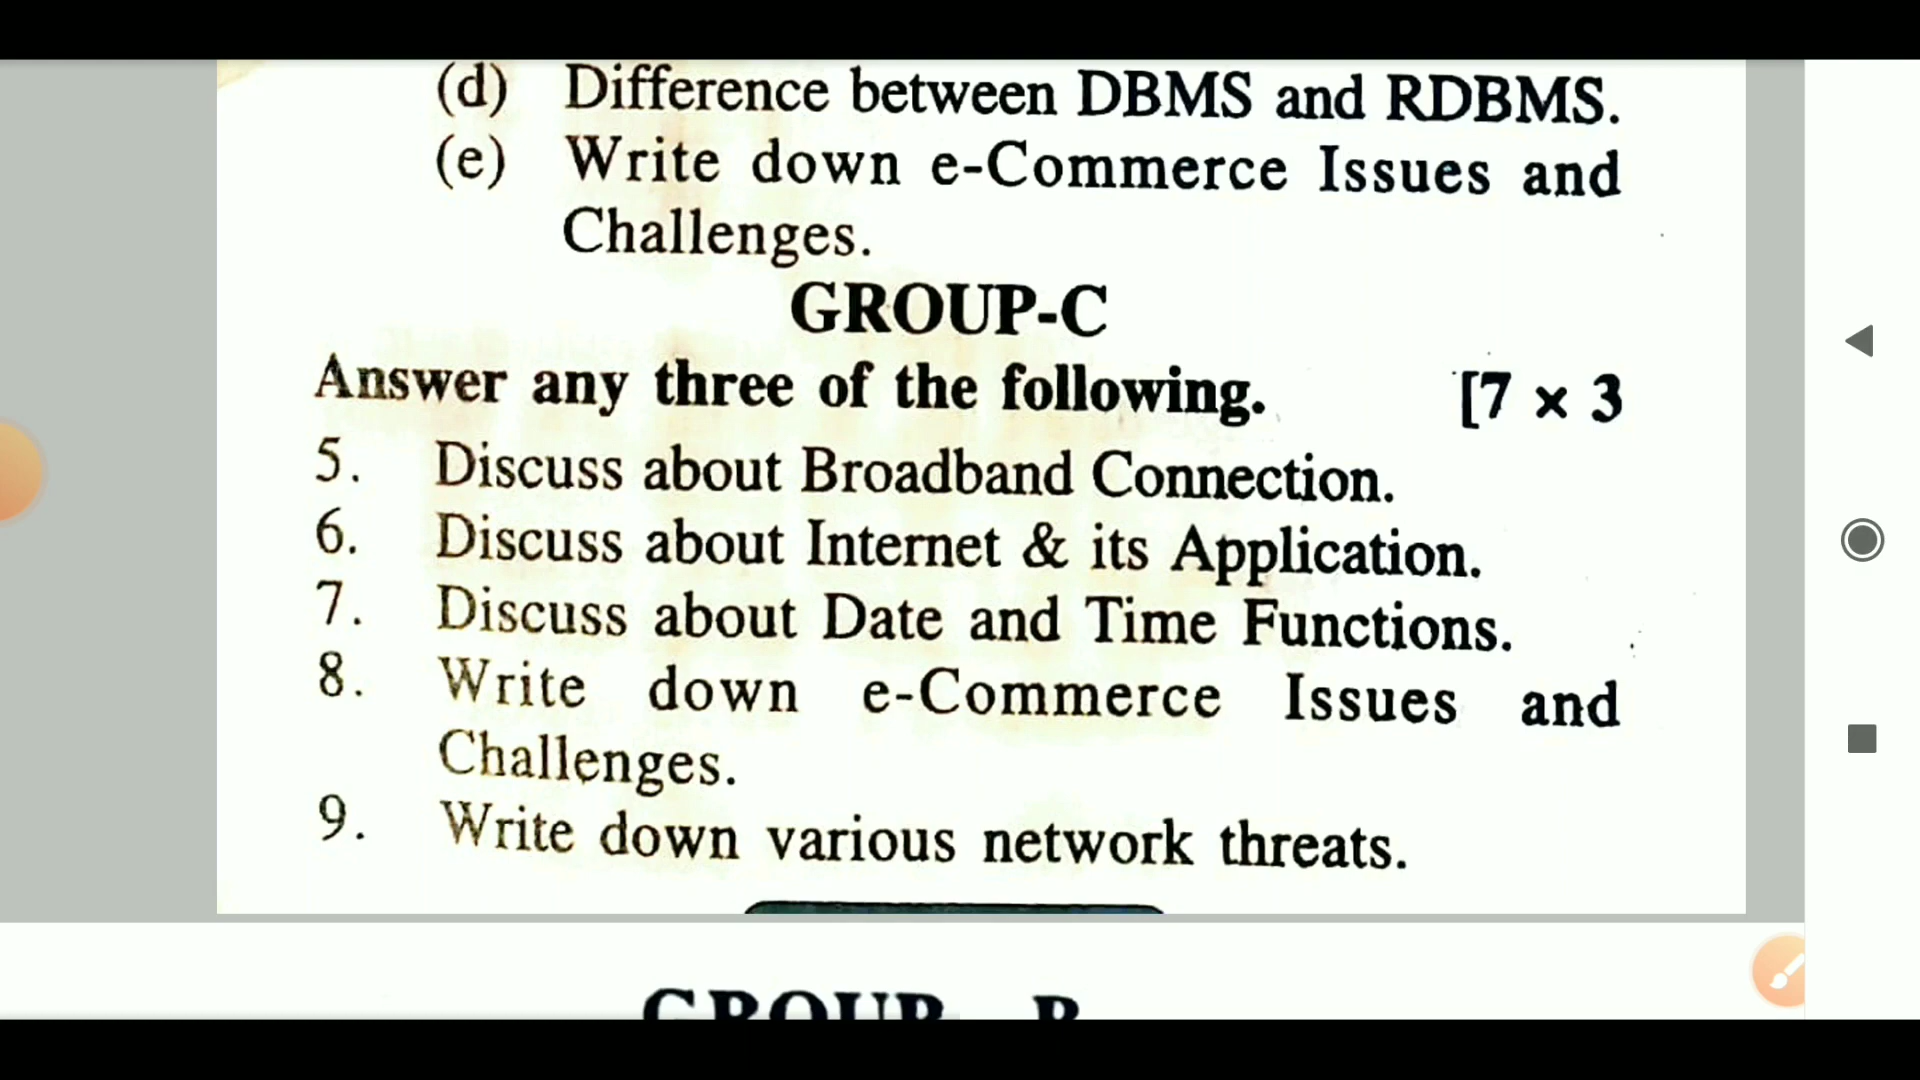 (d) Difference between DBMS and RDBMS.
(e) Write down e-Commerce Issues and
Challenges.
GROUP-C
Answer any three of the following. [7 × 3
5. Discuss about Broadband Connection.
6. Discuss about Internet & its Application.
7. Discuss about Date and Time Functions.
8. Write down e-Commerce Issues and
Challenges.
9. Write down various network threats.
GROUP B